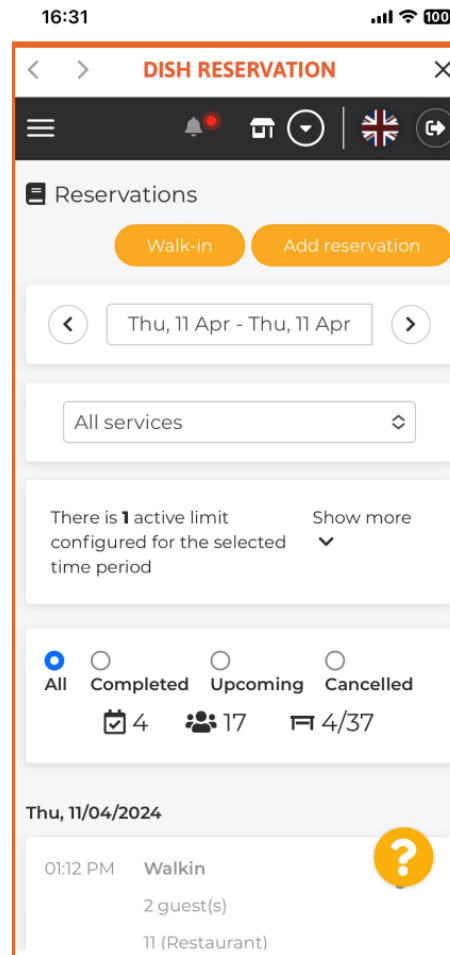 16:31
100
DISH RESERVATION
Reservations
Walk-in
Add reservation
Thu, 11 Apr - Thu, 11 Apr
All services
There is 1 active limit
configured for the selected
time period
Show more
All
Completed
Upcoming
Cancelled
4
17
4/37
Thu, 11/04/2024
01:12 PM
Walkin
2 guest(s)
11 (Restaurant)
?